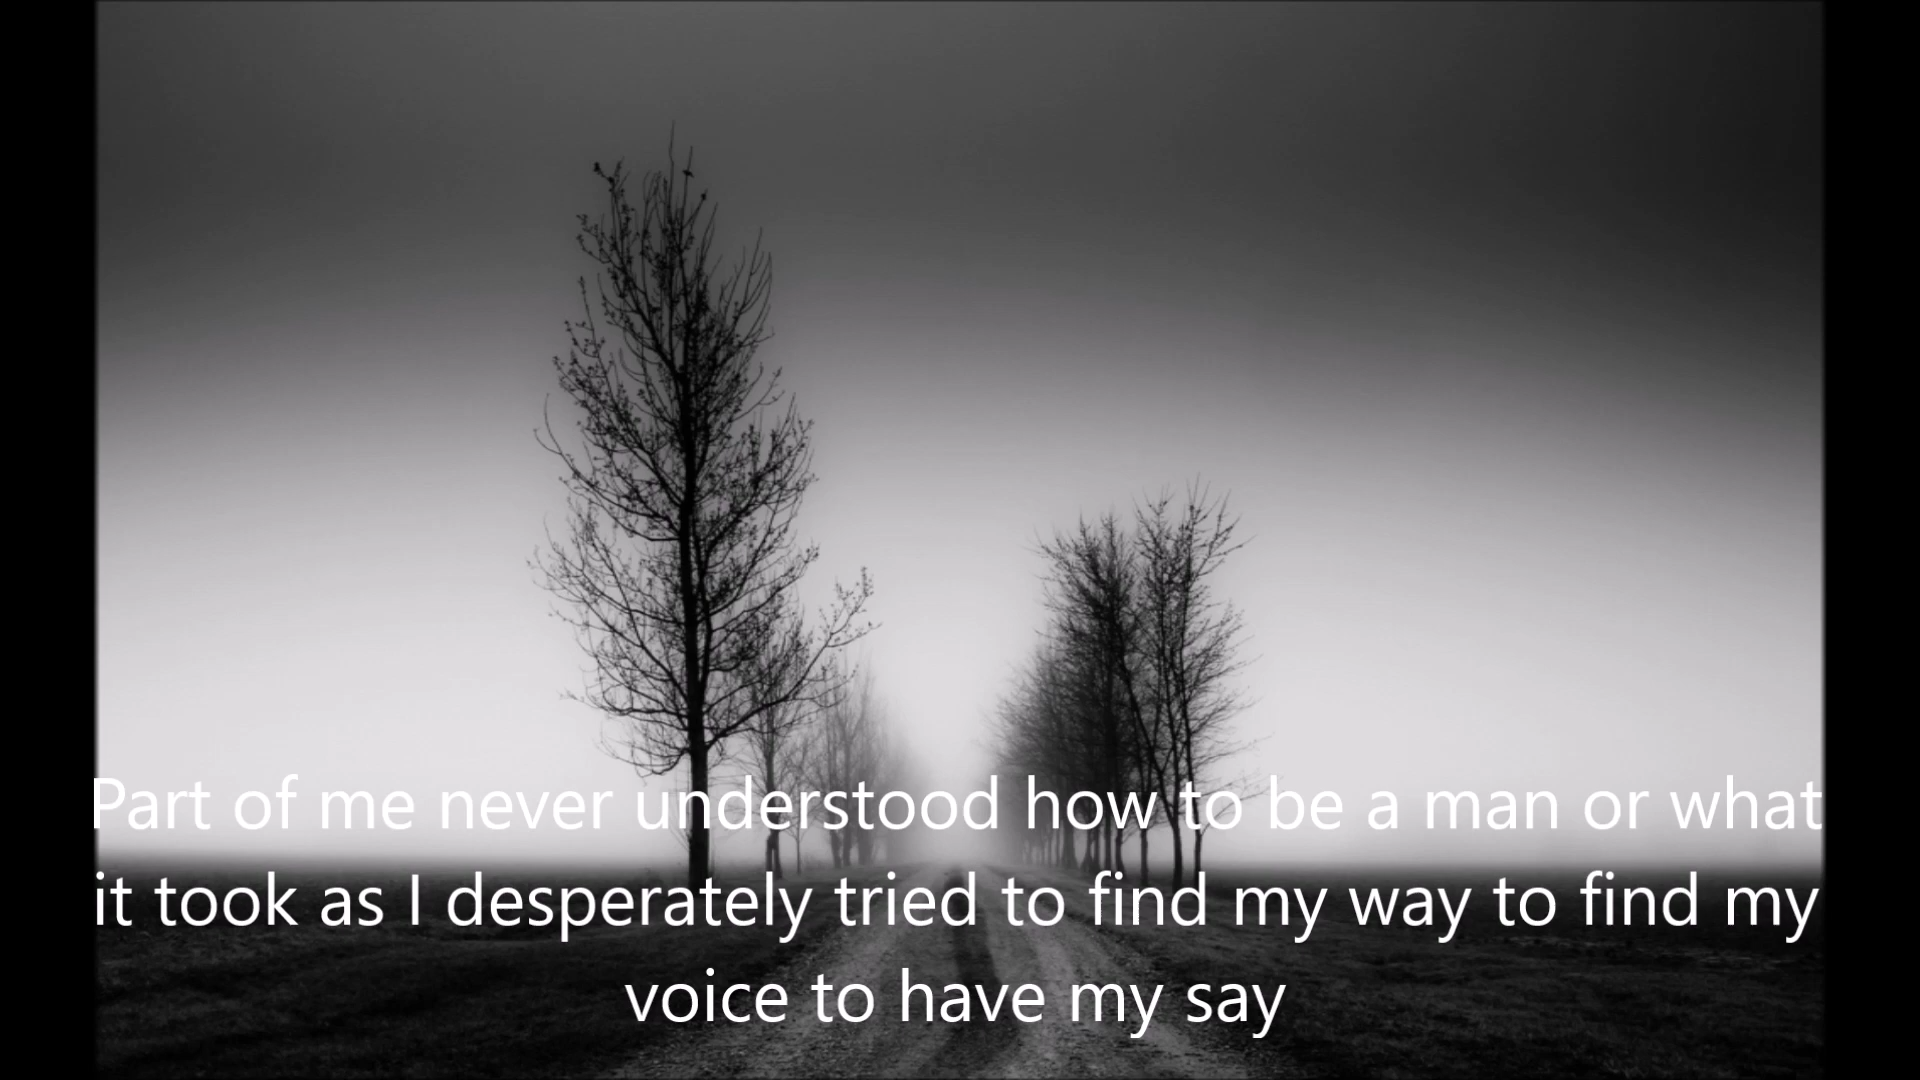 Part of me never understood how to be a man or what
it took as I desperately tried to find my way to find my
voice to have my say